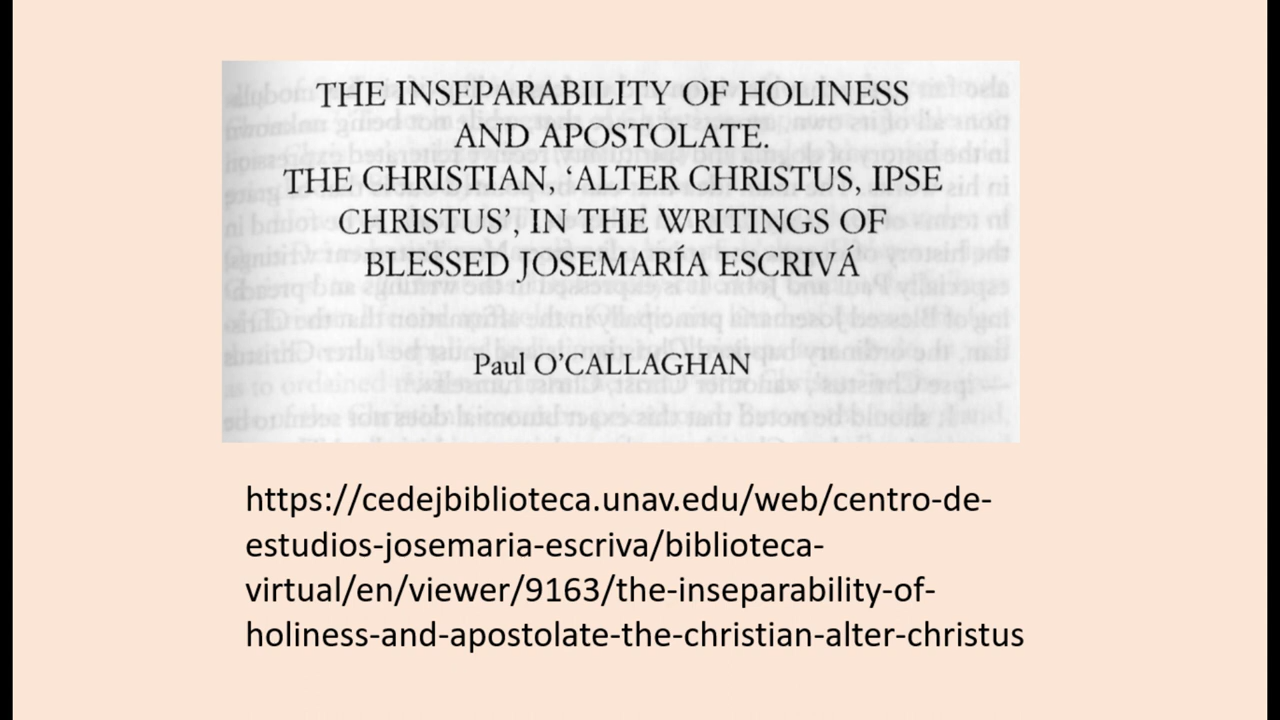 THE INSEPARABILITY OF HOLINESS
AND APOSTOLATE.
THE CHRISTIAN, ‘ALTER CHRISTUS, IPSE
CHRISTUS’, IN THE WRITINGS OF
BLESSED JOSEMARÍA ESCRIVÁ
Paul O’CALLAGHAN
https://cedejbiblioteca.unav.edu/web/centro-de-
estudios-josemaria-escriva/biblioteca-
virtual/en/viewer/9163/the-inseparability-of-
holiness-and-apostolate-the-christian-alter-christus